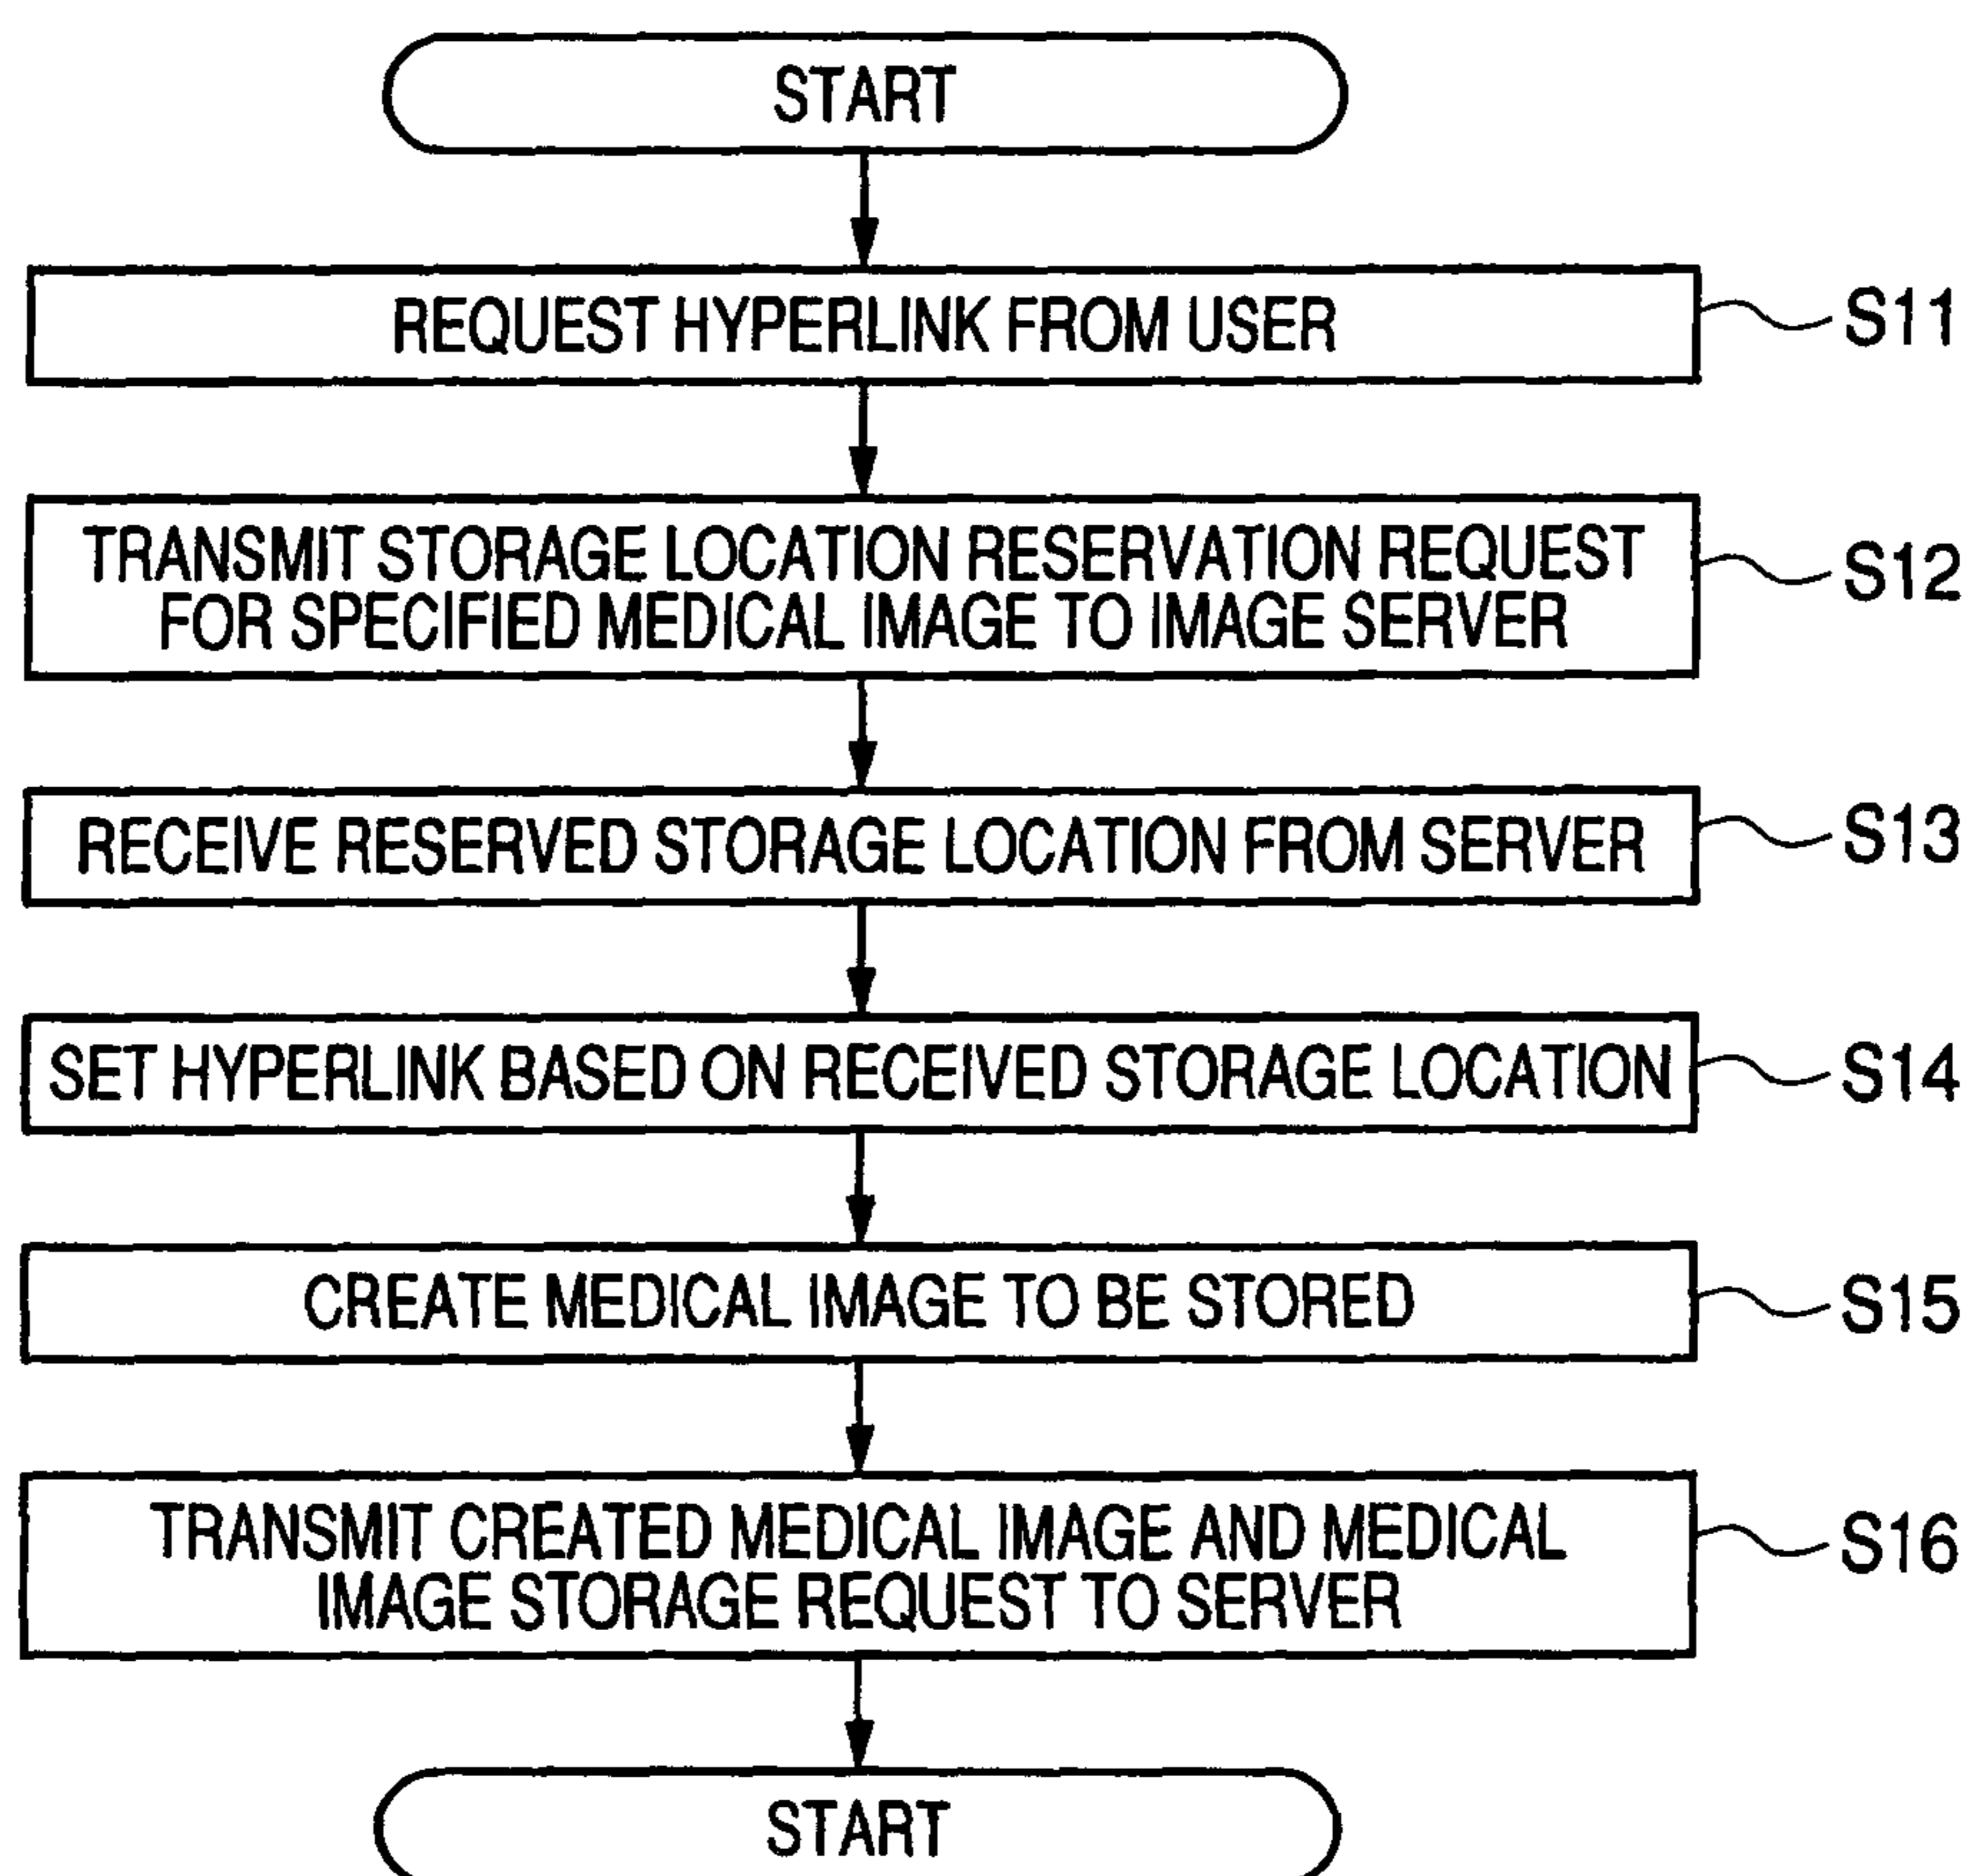 START
REQUEST HYPERLINK FROM USER
S11
TRANSMIT STORAGE LOCATION RESERVATION REQUEST
FOR SPECIFIED MEDICAL IMAGE TO IMAGE SERVER
S12
RECEIVE RESERVED STORAGE LOCATION FROM SERVER
S13
SET HYPERLINK BASED ON RECEIVED STORAGE LOCATION
S14
CREATE MEDICAL IMAGE TO BE STORED
S15
TRANSMIT CREATED MEDICAL IMAGE AND MEDICAL
IMAGE STORAGE REQUEST TO SERVER
S16
START